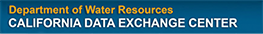 Department of Water Resources
CALIFORNIA DATA EXCHANGE CENTER